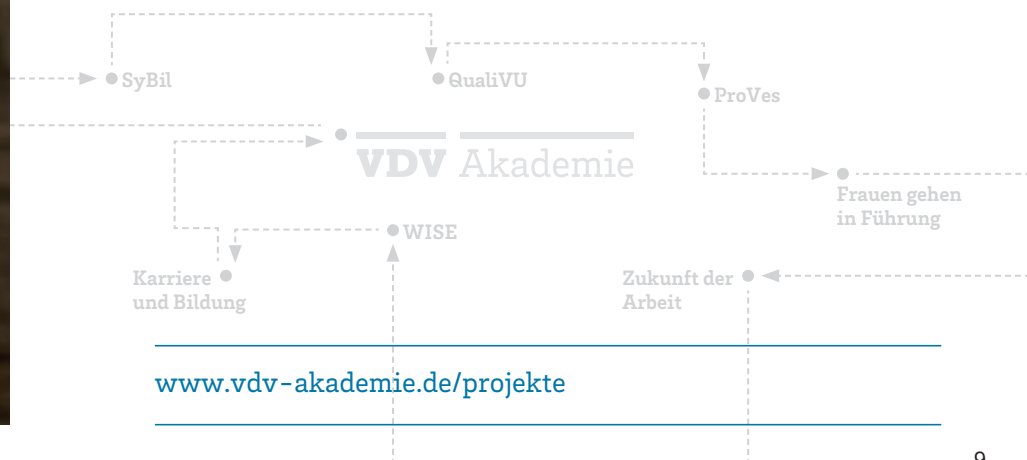 SyBil
QualiVU
ProVes
VDV Akademie
Frauen gehen
in Führung
WISE
Karriere
und Bildung
Zukunft der
Arbeit
www.vdv-akademie.de/projekte
9